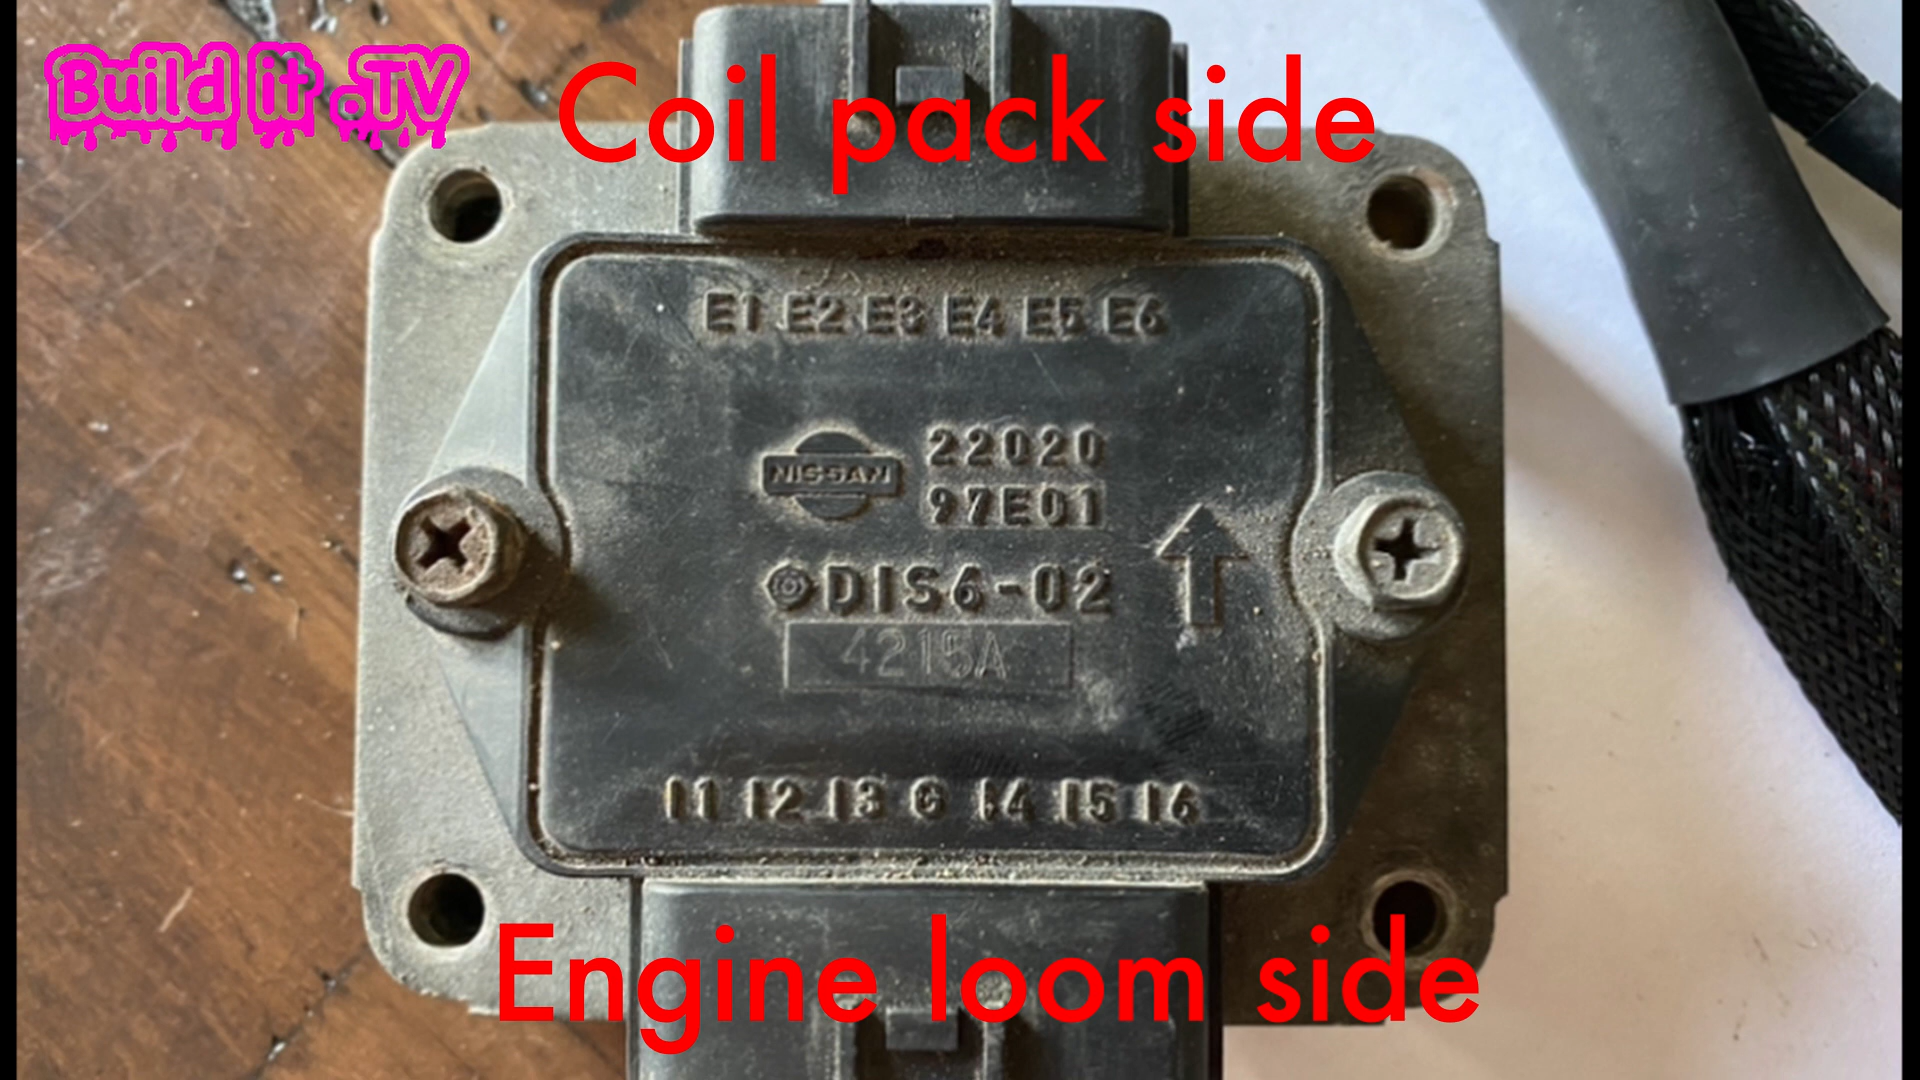 Build it .TV
Coil pack side
E1 E2 E3 E4 E5 E6
NISSAN
22020
97E01
DIS6-02
4215A
I1 I2 I3 G I4 I5 I6
Engine loom side